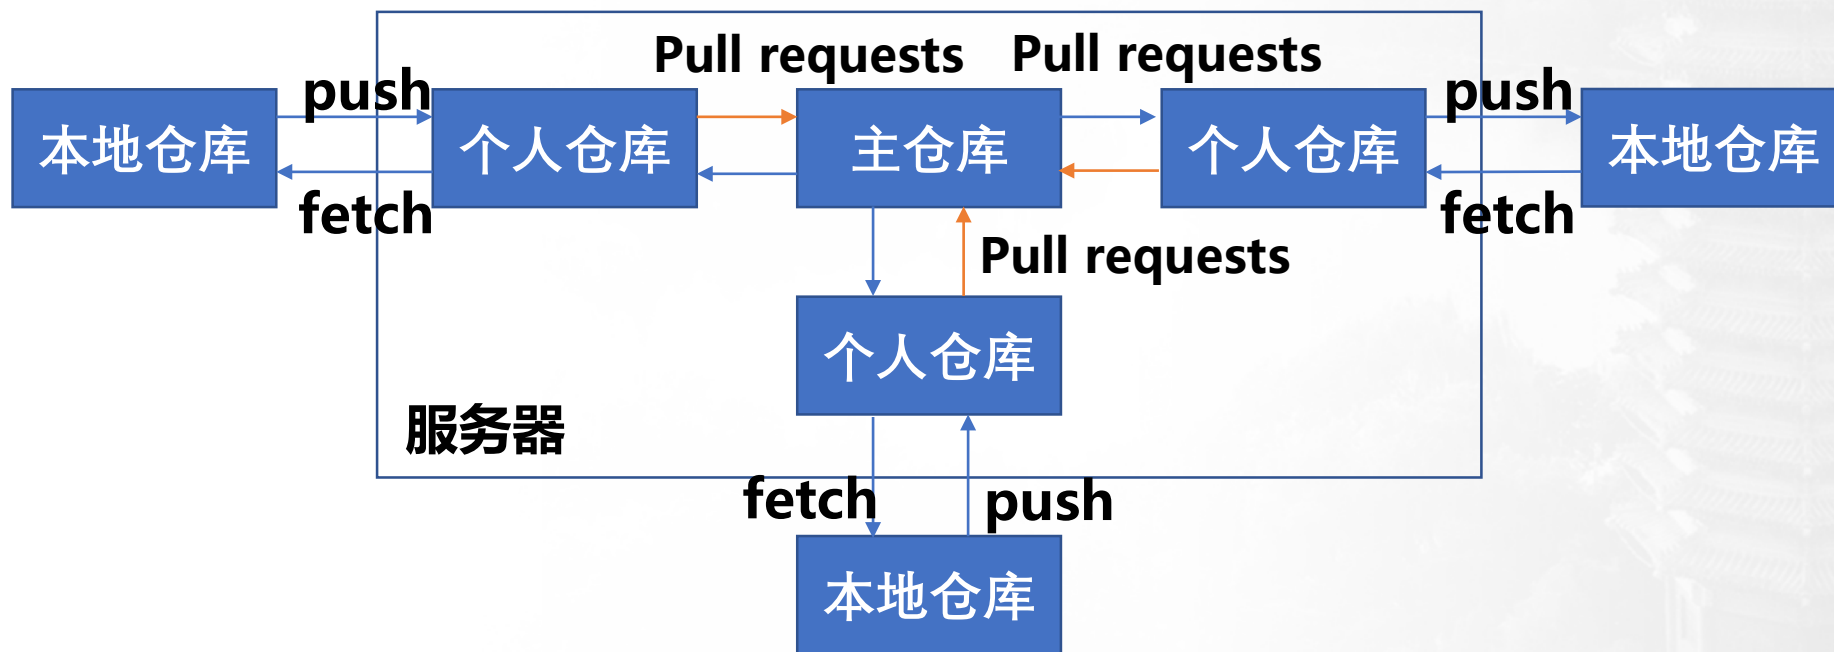 Pull requests
Pull requests
push
push
本地仓库
个人仓库
主仓库
个人仓库
本地仓库
fetch
fetch
Pull requests
个人仓库
服务器
fetch
push
本地仓库